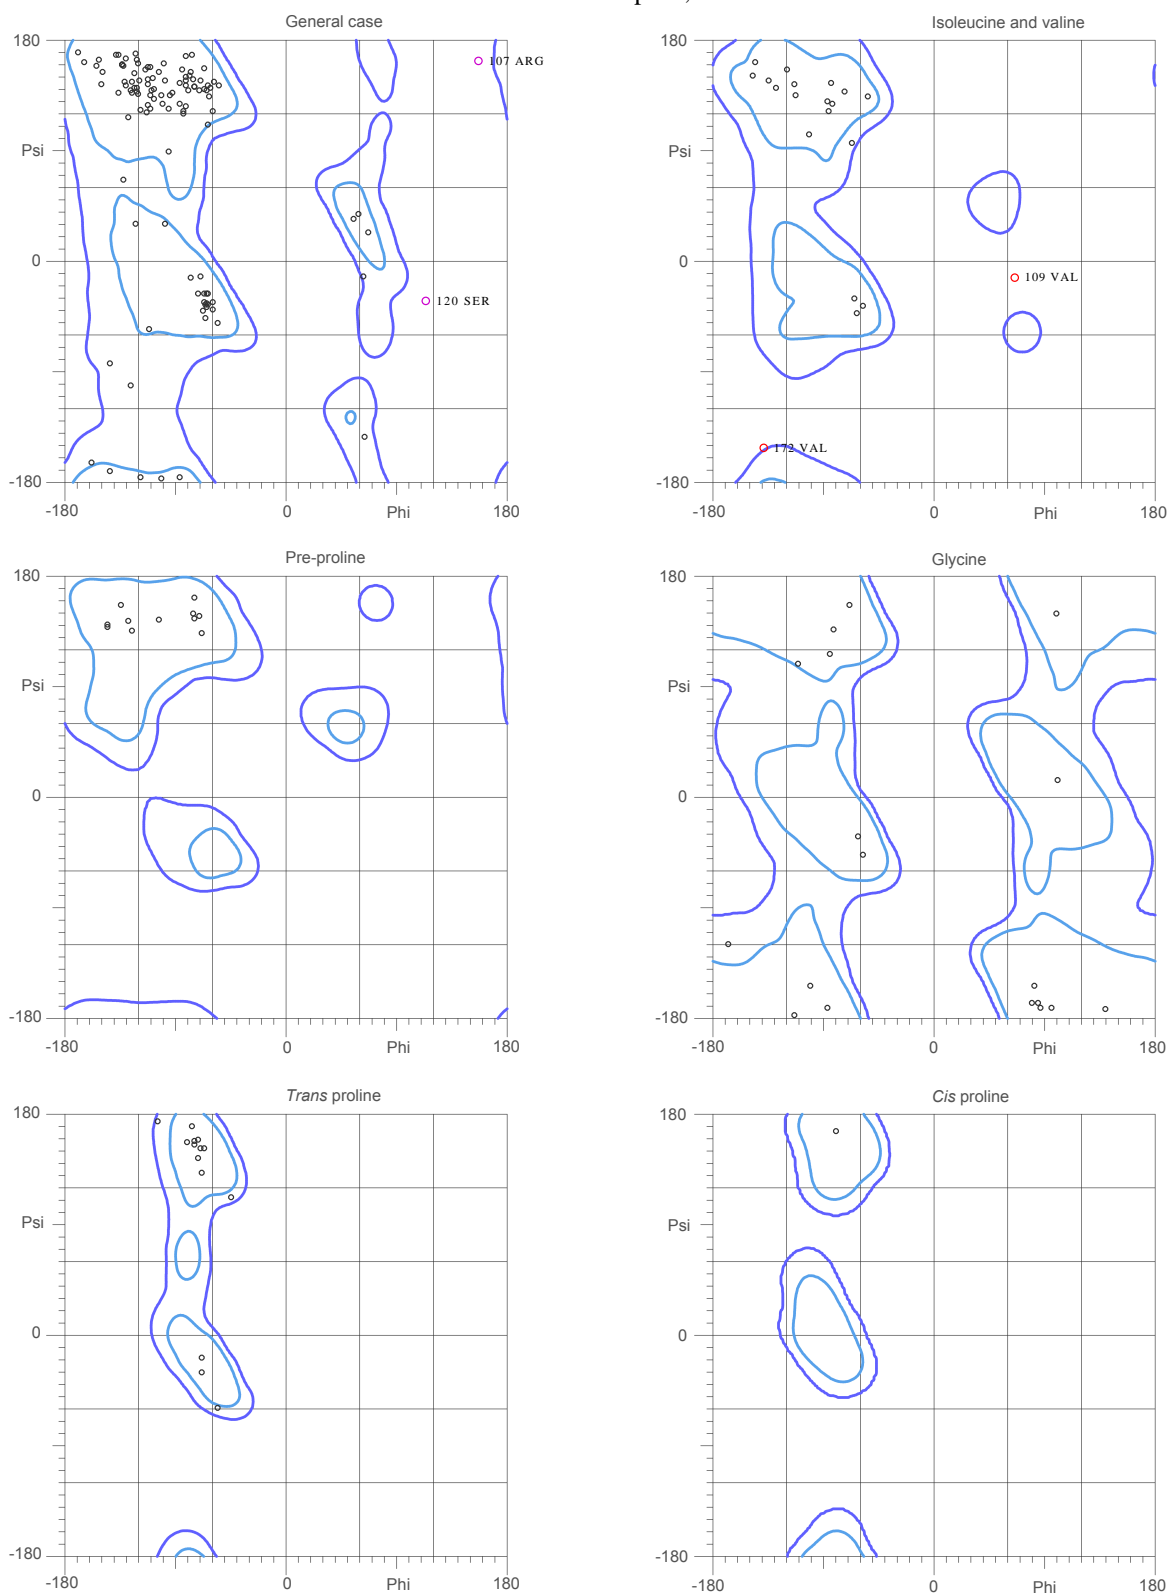 General case
180
Psi
0
-180
-180
0
Phi
180
107 ARG
120 SER
Isoleucine and valine
180
Psi
0
-180
-180
0
Phi
180
109 VAL
172 VAL
Pre-proline
180
Psi
0
-180
-180
0
Phi
180
Glycine
180
Psi
0
-180
-180
0
Phi
180
Trans proline
180
Psi
0
-180
-180
0
Phi
180
Cis proline
180
Psi
0
-180
-180
0
Phi
180